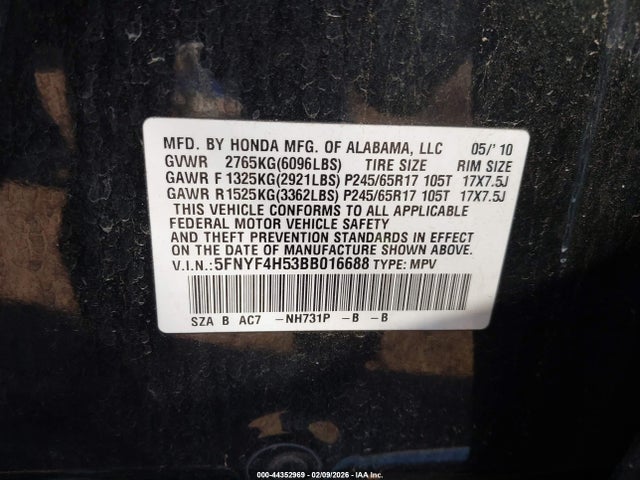 MFD. BY HONDA MFG. OF ALABAMA, LLC 05/'10
GVWR 2765KG(6096LBS) TIRE SIZE RIM SIZE
GAWR F 1325KG(2921LBS) P245/65R17 105T 17X7.5J
GAWR R1525KG(3362LBS) P245/65R17 105T 17X7.5J
THIS VEHICLE CONFORMS TO ALL APPLICABLE
FEDERAL MOTOR VEHICLE SAFETY
AND THEFT PREVENTION STANDARDS IN EFFECT
ON THE DATE OF MANUFACTURE SHOWN ABOVE.
V.I.N.: 5FNYF4H53BB016688 TYPE: MPV
SZA B AC7 -NH731P -B -B
000-44352969 - 02/09/2026 - IAA Inc.